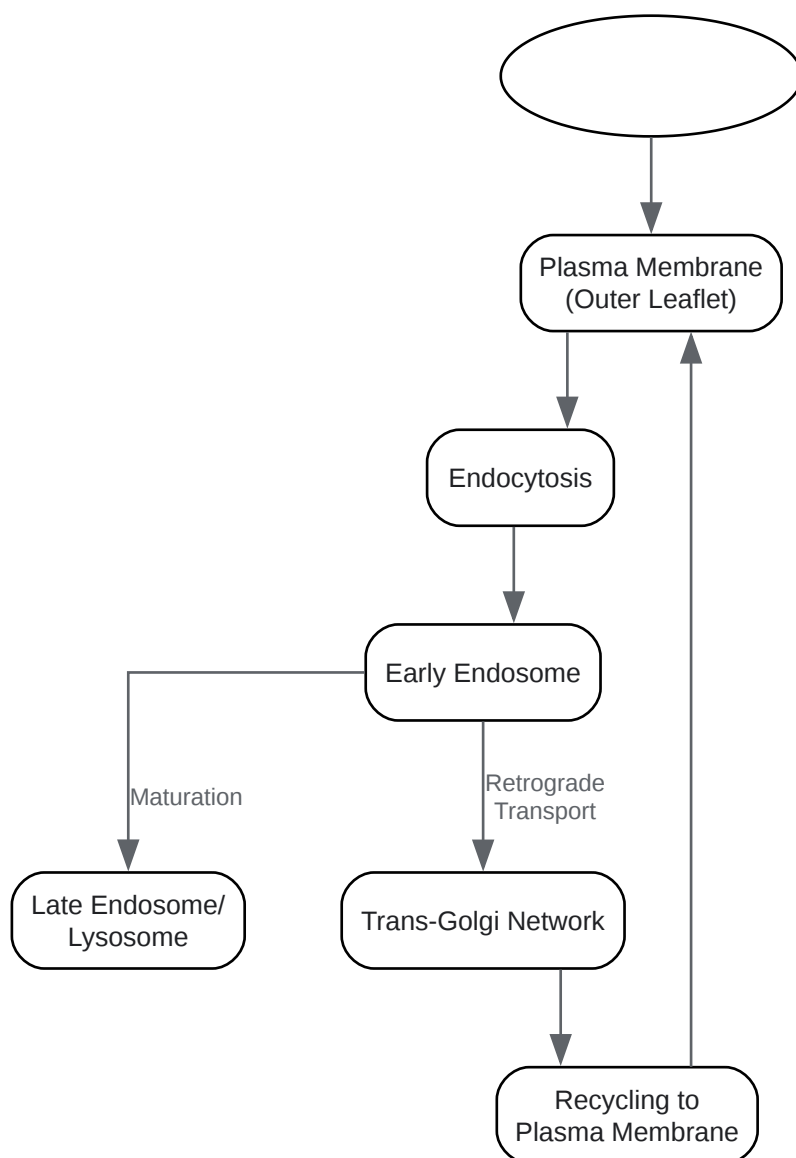 Plasma Membrane
(Outer Leaflet)
Endocytosis
Early Endosome
Maturation
Retrograde
Transport
Late Endosome/
Lysosome
Trans-Golgi Network
Recycling to
Plasma Membrane